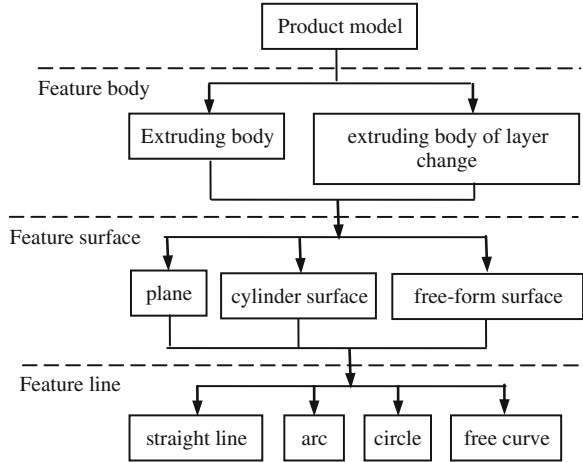 Product model
Feature body
Extruding body
extruding body of layer
change
Feature surface
plane
cylinder surface
free-form surface
Feature line
straight line
arc
circle
free curve